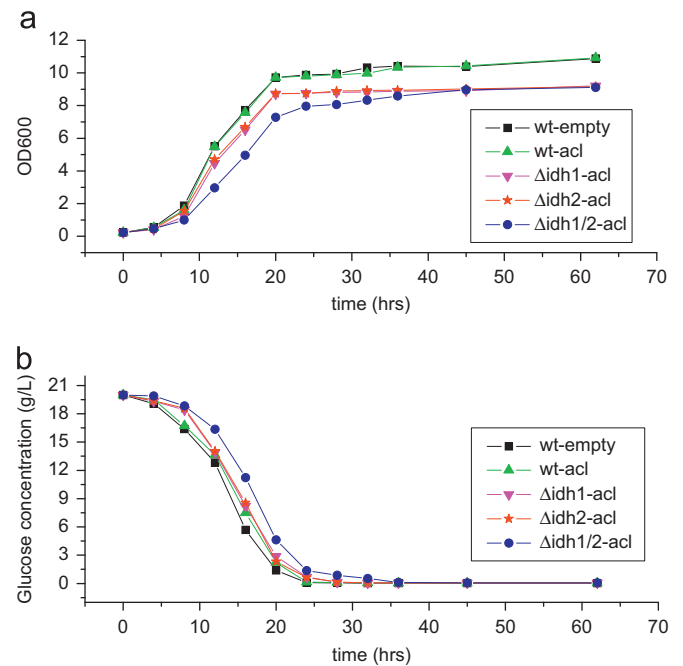 a
12
10
8
6
4
2
0
OD600
wt-empty
wt-acl
Δidh1-acl
Δidh2-acl
Δidh1/2-acl
0 10 20 30 40 50 60 70
time (hrs)
b
21
18
15
12
9
6
3
0
Glucose concentration (g/L)
wt-empty
wt-acl
Δidh1-acl
Δidh2-acl
Δidh1/2-acl
0 10 20 30 40 50 60 70
time (hrs)